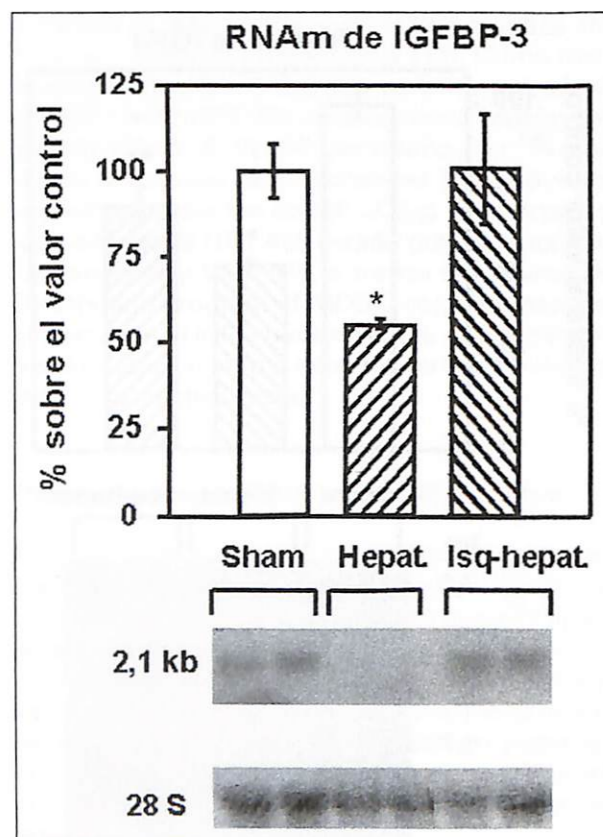 RNAm de IGFBP-3
% sobre el valor control
125
100
75
50
25
0
*
Sham Hepat. Isq-hepat.
2,1 kb
28 S